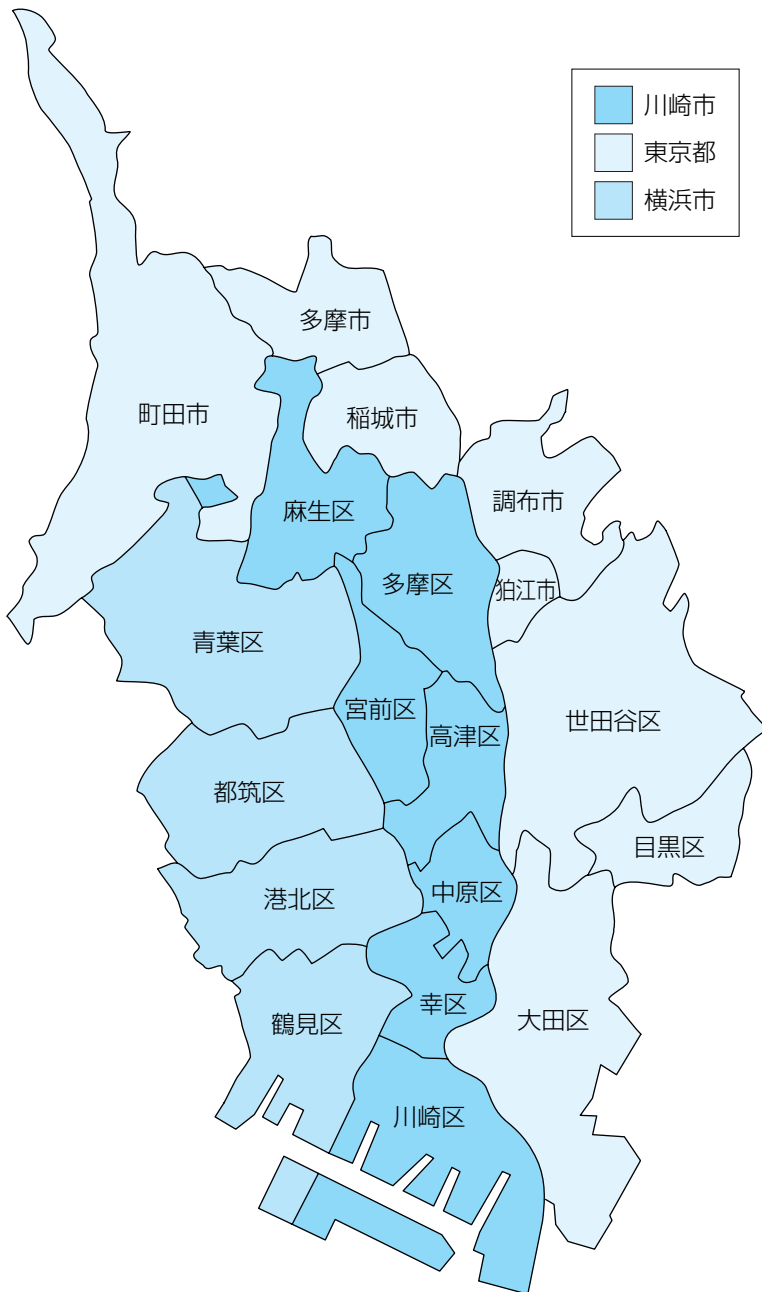 川崎市
東京都
横浜市
多摩市
町田市
稲城市
調布市
麻生区
多摩区
狛江市
青葉区
宮前区
世田谷区
高津区
都筑区
目黒区
港北区
中原区
幸区
大田区
鶴見区
川崎区